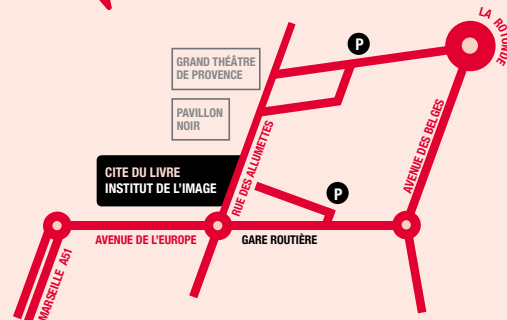 LA ROTONDE
P
GRAND THÉÂTRE
DE PROVENCE
PAVILLON
NOIR
RUE DES ALLUMETTES
AVENUE DES BELGES
CITE DU LIVRE
INSTITUT DE L'IMAGE
P
AVENUE DE L'EUROPE
GARE ROUTIÈRE
MARSEILLE A51